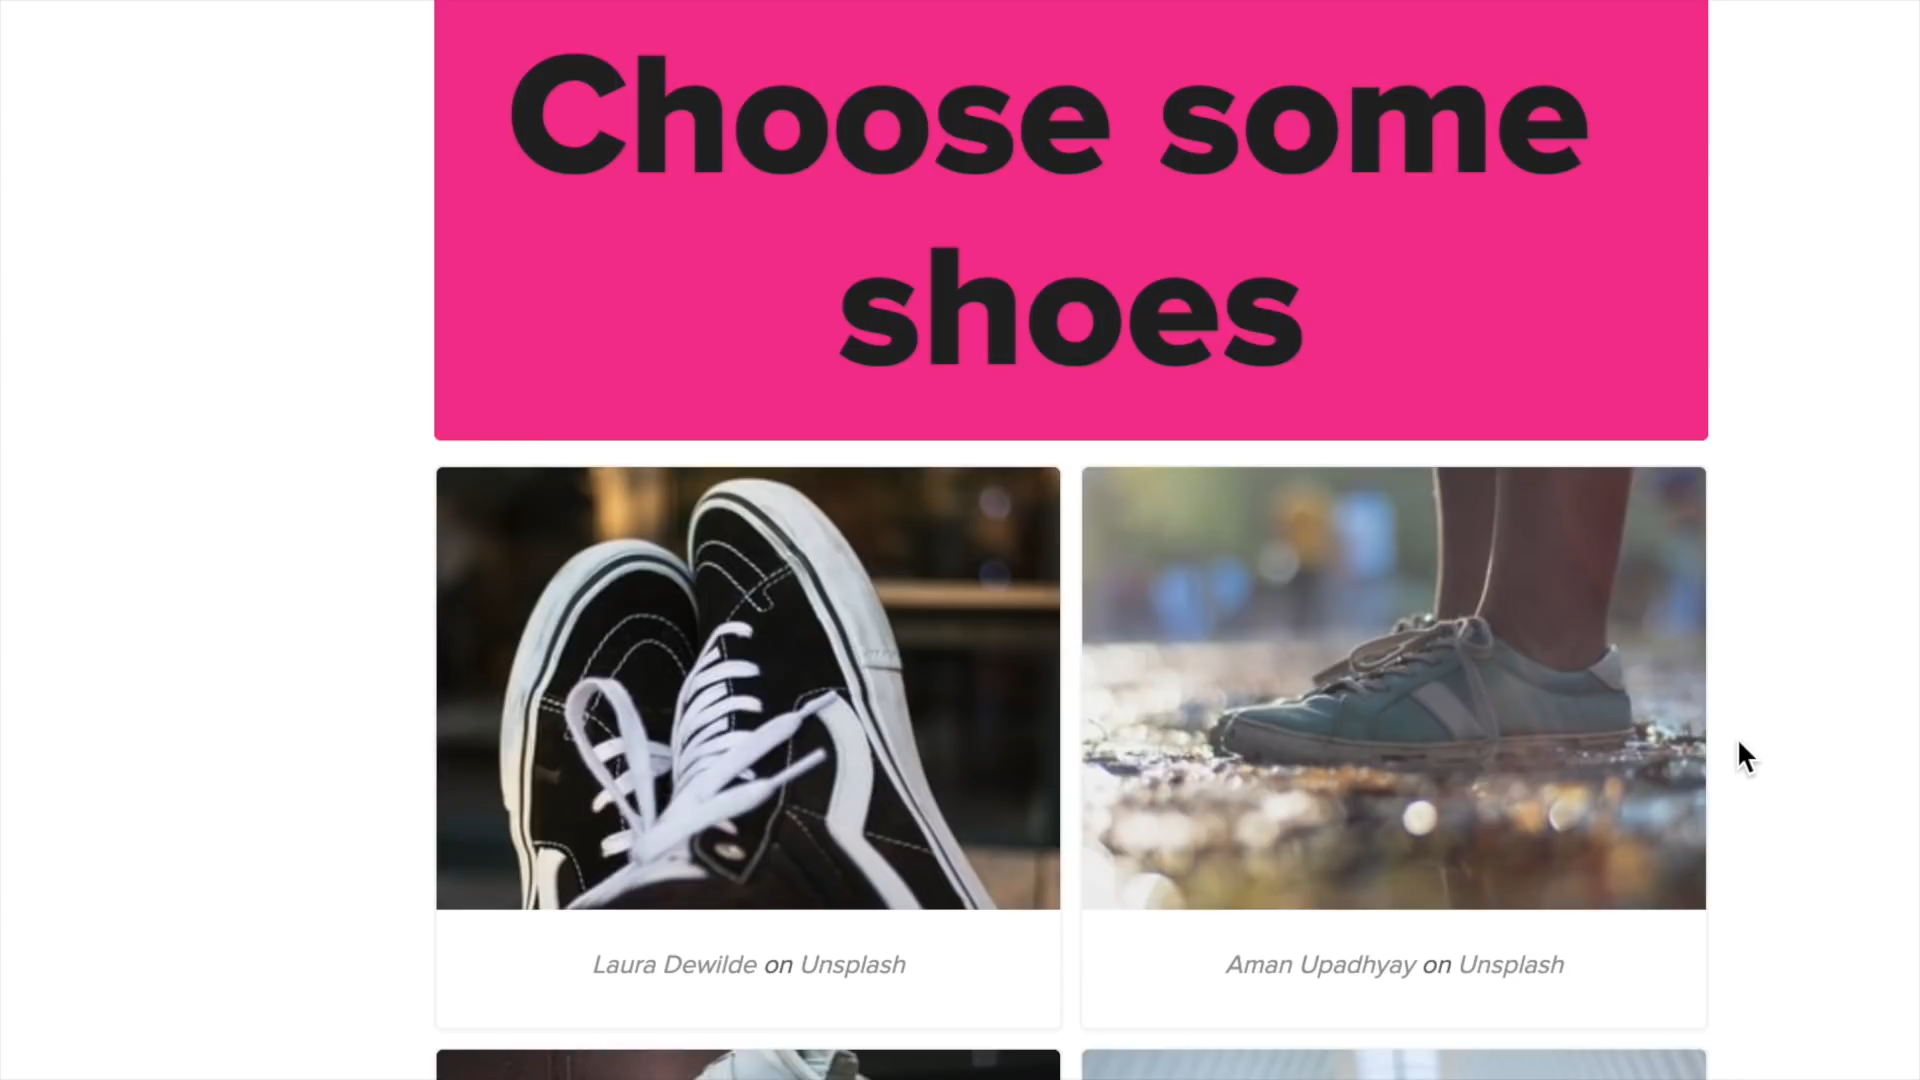 Choose some
shoes
Laura Dewilde on Unsplash
Aman Upadhyay on Unsplash